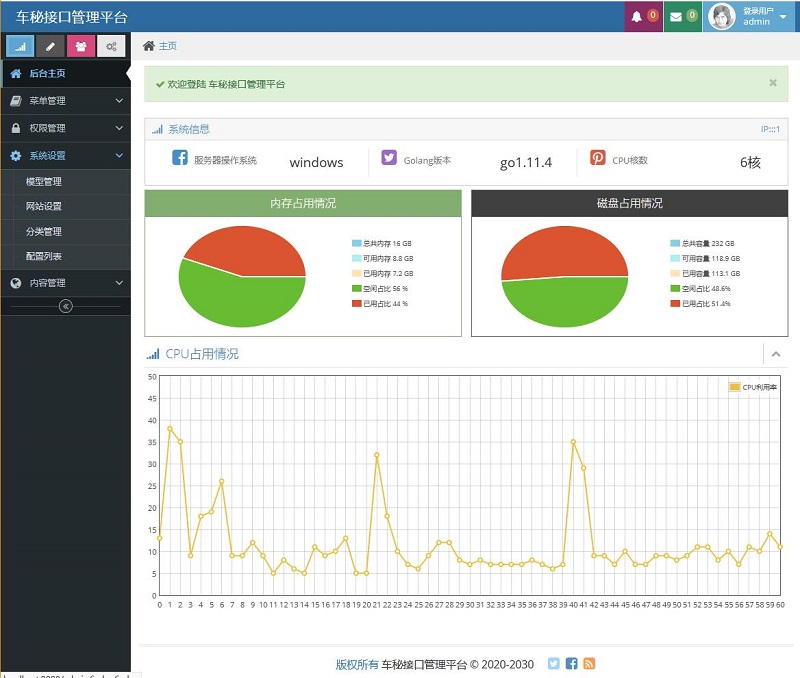 车秘接口管理平台
0
0
登录用户
admin
主页
后台主页
菜单管理
权限管理
系统设置
模型管理
网站设置
分类管理
配置列表
内容管理
欢迎登陆 车秘接口管理平台
系统信息
IP:::1
服务器操作系统 windows
Golang版本 go1.11.4
CPU核数 6核
内存占用情况
总共内存 16 GB
可用内存 8.8 GB
已用内存 7.2 GB
空闲占比 56 %
已用占比 44 %
磁盘占用情况
总共容量 232 GB
可用容量 118.9 GB
已用容量 113.1 GB
空闲占比 48.6%
已用占比 51.4%
CPU占用情况
CPU利用率
50
45
40
35
30
25
20
15
10
5
0
0 1 2 3 4 5 6 7 8 9 10 11 12 13 14 15 16 17 18 19 20 21 22 23 24 25 26 27 28 29 30 31 32 33 34 35 36 37 38 39 40 41 42 43 44 45 46 47 48 49 50 51 52 53 54 55 56 57 58 59 60
版权所有 车秘接口管理平台 © 2020-2030